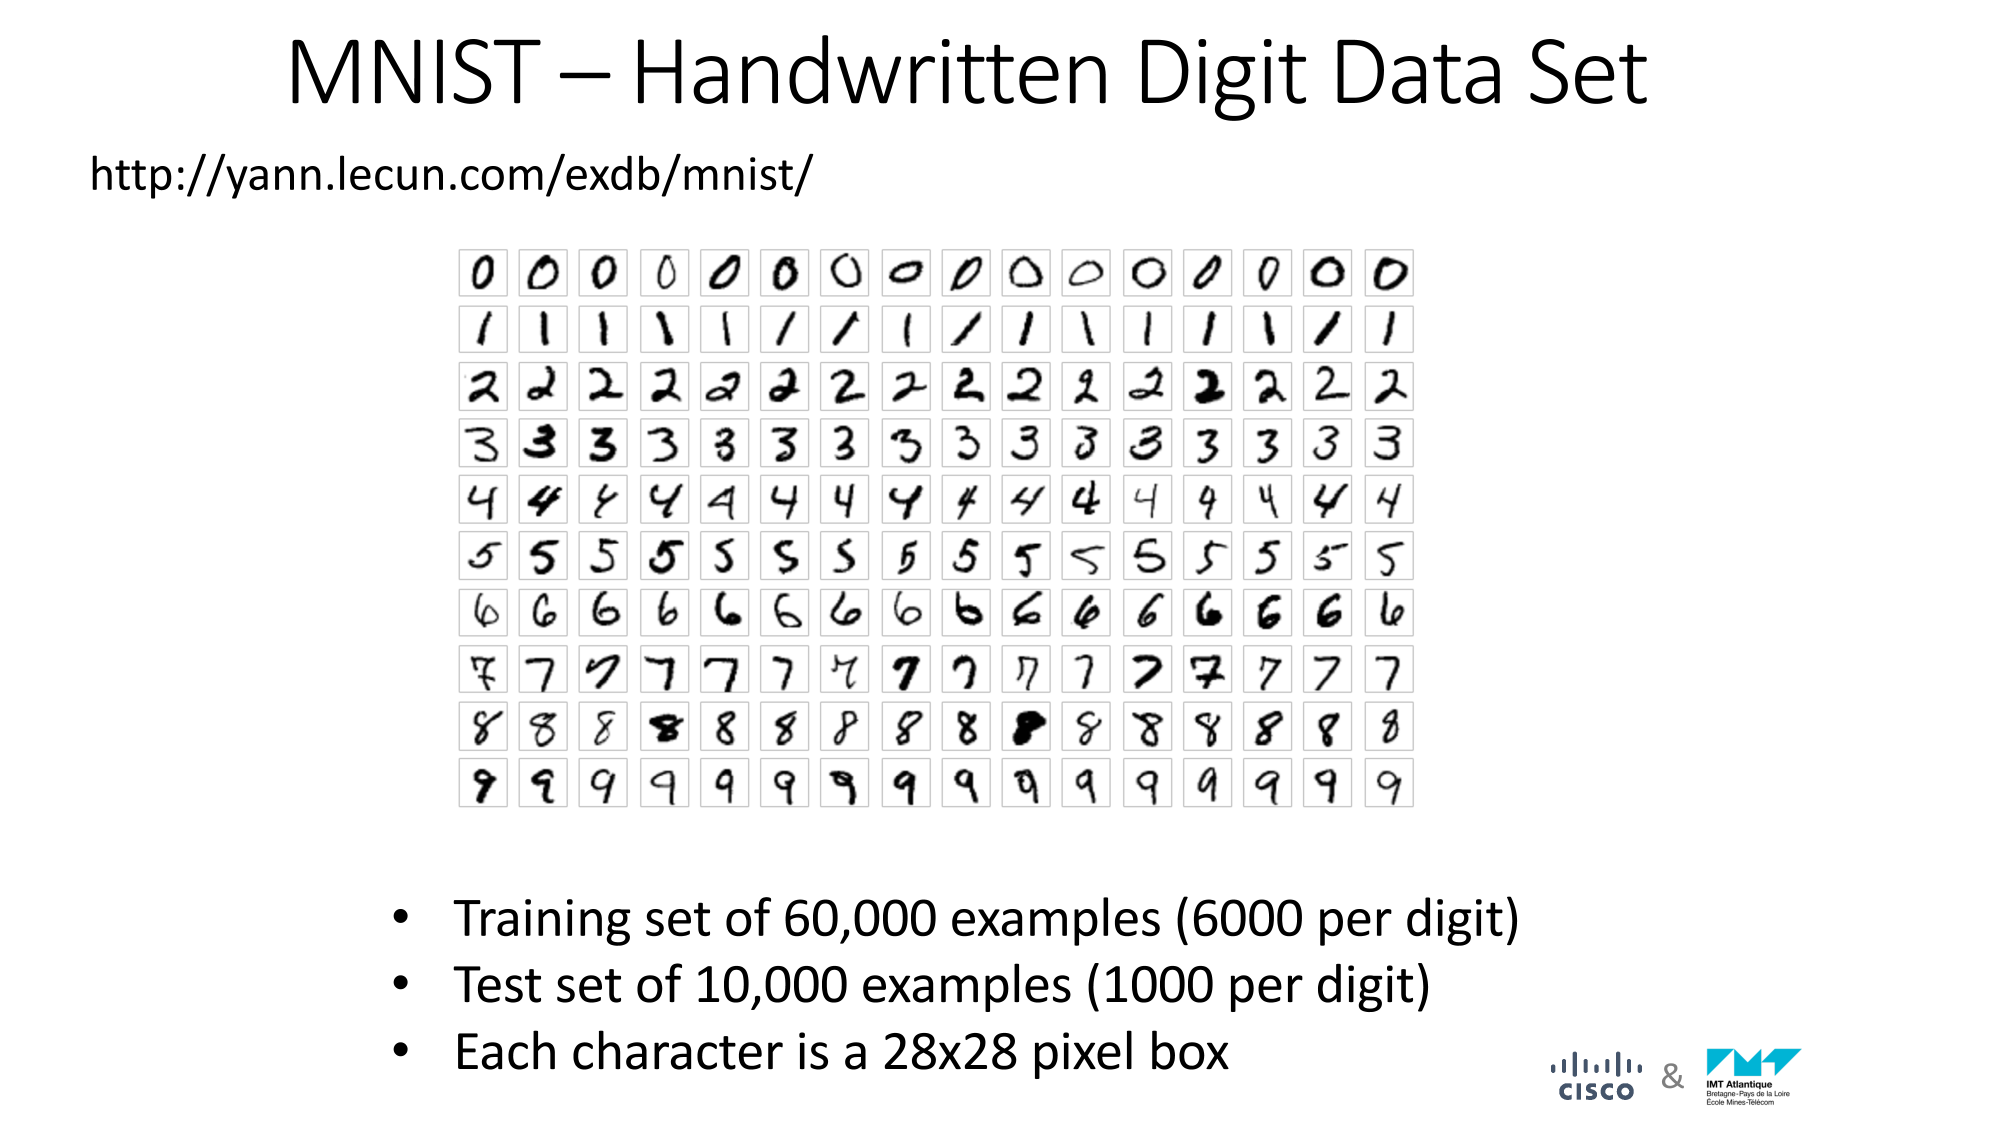 MNIST – Handwritten Digit Data Set
http://yann.lecun.com/exdb/mnist/
0 0 0 0 0 0 0 0 0 0 0 0 0 0 0 0
1 1 1 1 1 1 1 1 1 1 1 1 1 1 1 1
2 2 2 2 2 2 2 2 2 2 2 2 2 2 2 2
3 3 3 3 3 3 3 3 3 3 3 3 3 3 3 3
4 4 4 4 4 4 4 4 4 4 4 4 4 4 4 4
5 5 5 5 5 5 5 5 5 5 5 5 5 5 5 5
6 6 6 6 6 6 6 6 6 6 6 6 6 6 6 6
7 7 7 7 7 7 7 7 7 7 7 7 7 7 7 7
8 8 8 8 8 8 8 8 8 8 8 8 8 8 8 8
9 9 9 9 9 9 9 9 9 9 9 9 9 9 9 9
• Training set of 60,000 examples (6000 per digit)
• Test set of 10,000 examples (1000 per digit)
• Each character is a 28x28 pixel box
CISCO & IMT Atlantique
Bretagne-Pays de la Loire
École Mines-Télécom